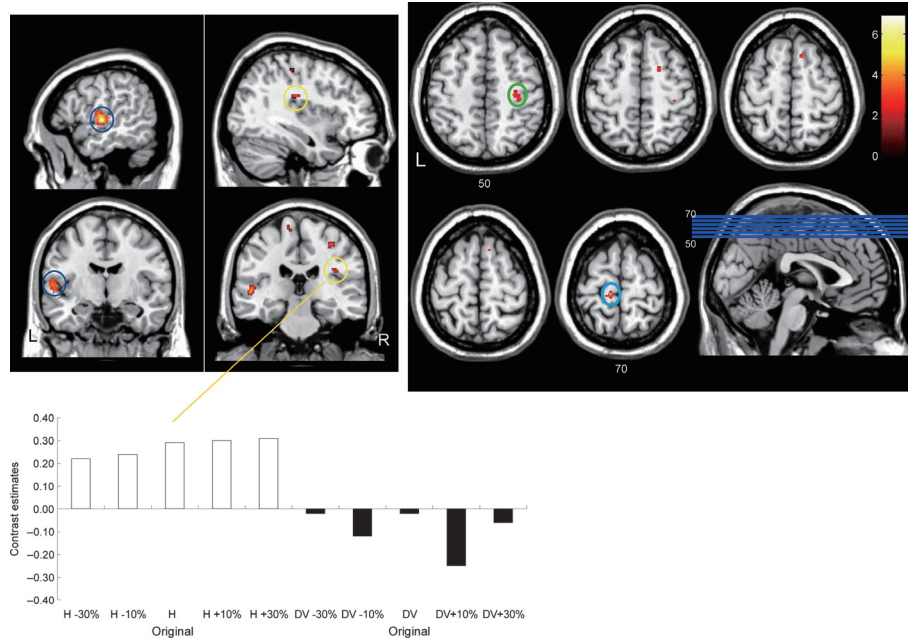 L
R
L
50
70
50
70
6
4
2
0
Contrast estimates
0.40
0.30
0.20
0.10
0.00
–0.10
–0.20
–0.30
–0.40
H -30% H -10% H H +10% H +30% DV -30% DV -10% DV DV+10% DV+30%
Original Original